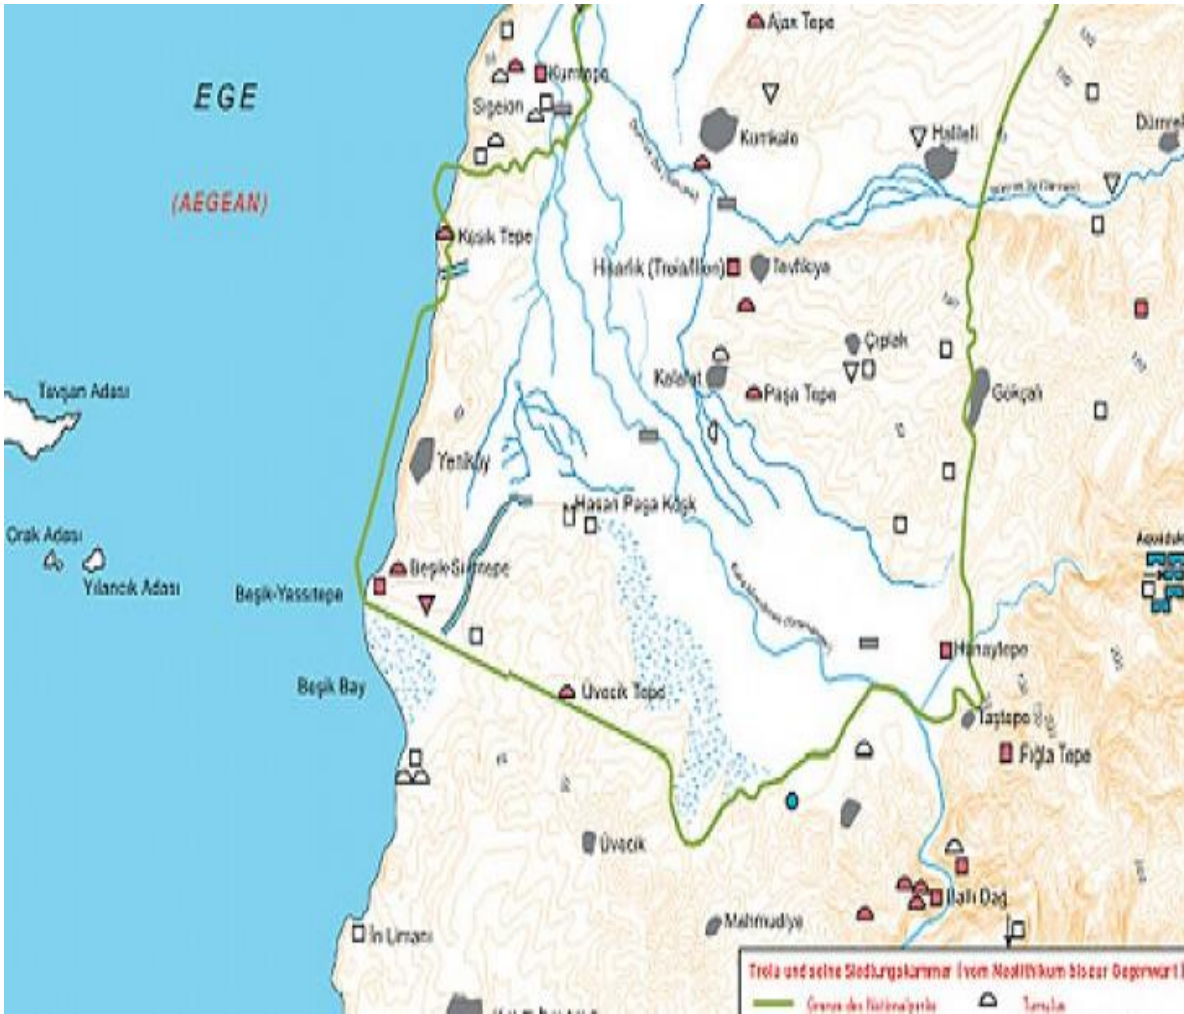 Ajax Tepe
EGE
Kumtepe
Sigeion
Kumkale
Halileli
(AEGEAN)
Kesik Tepe
Hisarlık (Troia/Ilion)
Tevfikiye
Çıplak
Kalafat
Paşa Tepe
Gökçalı
Tavşan Adası
Yeniköy
Hasan Paşa Köşk
Orak Adası
Yılancık Adası
Beşik-Yassıtepe
Beşik-Sivritepe
Hanaytepe
Beşik Bay
Üvecik Tepe
Taştepe
Fığla Tepe
Üvecik
Ballı Dağ
Mahmudiye
In Limanı
Troia und seine Siedlungskammer (vom Neolithikum bis zur Gegenwart)
Grenze des Nationalparks
Tumulus